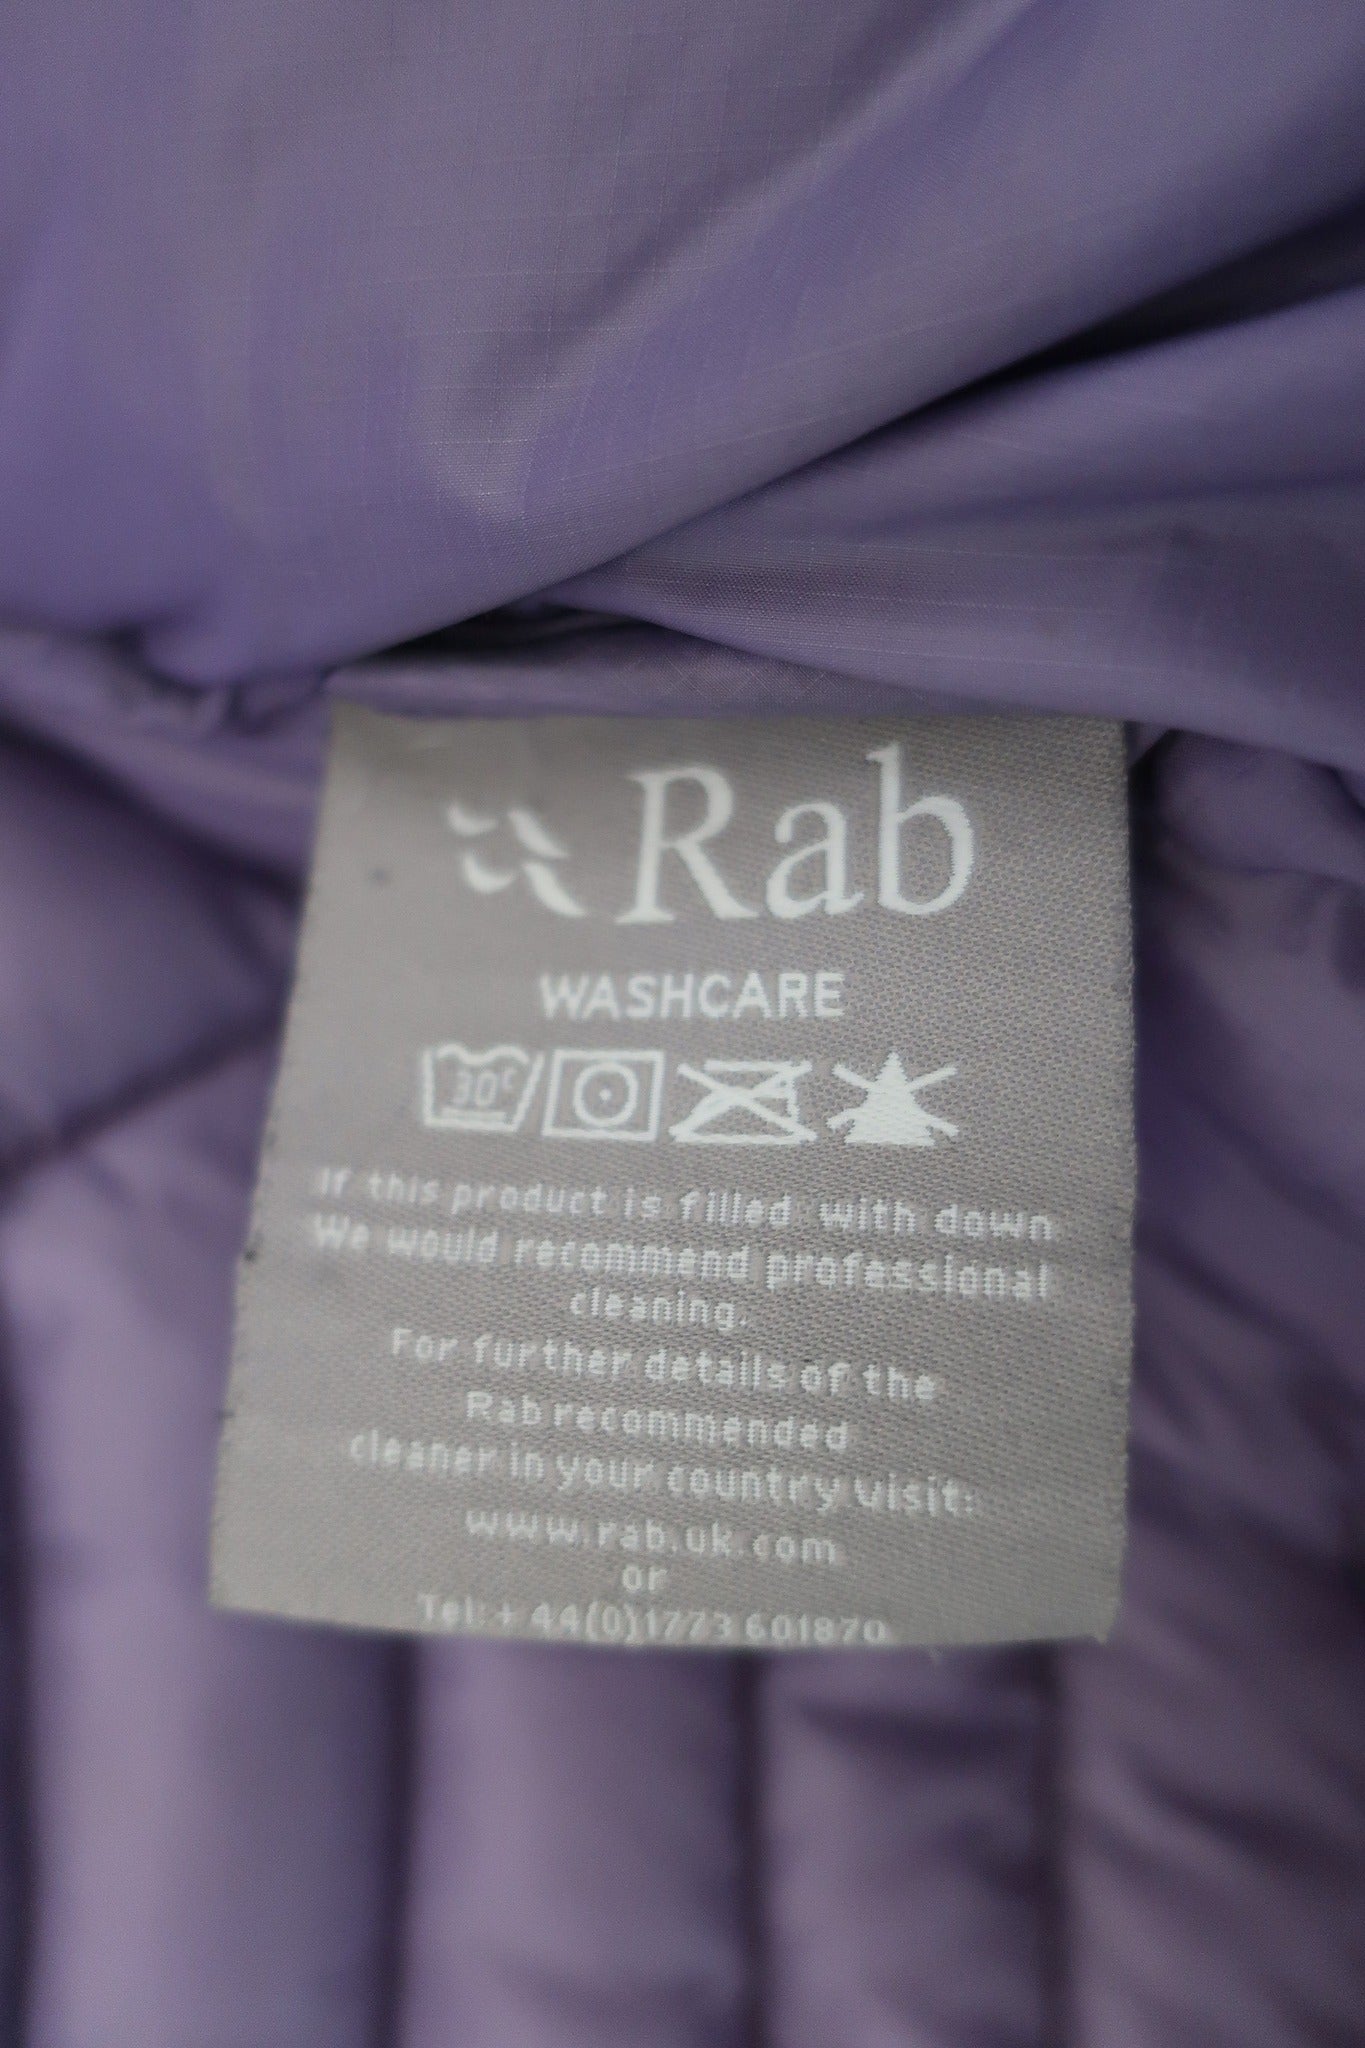 Rab
WASHCARE
30°C
If this product is filled with down
We would recommend professional
cleaning.
For further details of the
Rab recommended
cleaner in your country visit:
www.rab.uk.com
or
Tel: + 44(0)1773 601870